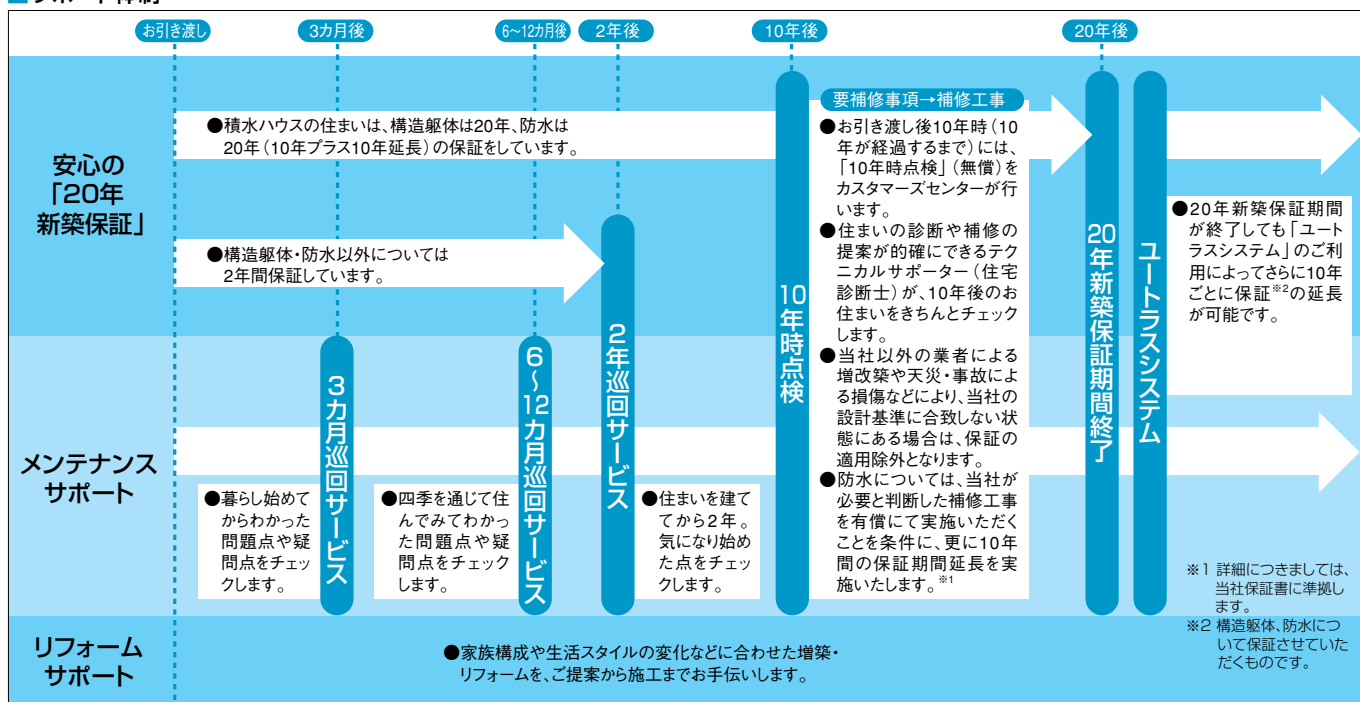 お引き渡し
3カ月後
6～12カ月後
2年後
10年後
20年後
安心の
「20年
新築保証」
●積水ハウスの住まいは、構造躯体は20年、防水は
20年（10年プラス10年延長）の保証をしています。
●構造躯体・防水以外については
2年間保証しています。
10年時点検
要補修事項→補修工事
●お引き渡し後10年時（10
年が経過するまで）には、
「10年時点検」（無償）を
カスタマーズセンターが行
います。
●住まいの診断や補修の
提案が的確にできるテク
ニカルサポーター（住宅
診断士）が、10年後のお
住まいをきちんとチェック
します。
●当社以外の業者による
増改築や天災・事故によ
る損傷などにより、当社の
設計基準に合致しない状
態にある場合は、保証の
適用除外となります。
●防水については、当社が
必要と判断した補修工事
を有償にて実施いただく
ことを条件に、更に10年
間の保証期間延長を実
施いたします。※1
20年新築保証期間終了
ユートラスシステム
●20年新築保証期間
が終了しても「ユート
ラスシステム」のご利
用によってさらに10年
ごとに保証※2の延長
が可能です。
メンテナンス
サポート
●暮らし始めて
からわかった
問題点や疑
問点をチェッ
クします。
3カ月巡回サービス
●四季を通じて住
んでみてわかっ
た問題点や疑
問点をチェック
します。
6～12カ月巡回サービス
2年巡回サービス
●住まいを建て
てから2年。
気になり始め
た点をチェッ
クします。
※1 詳細につきましては、
当社保証書に準拠し
ます。
※2 構造躯体、防水につ
いて保証させていた
だくものです。
リフォーム
サポート
●家族構成や生活スタイルの変化などに合わせた増築・
リフォームを、ご提案から施工までお手伝いします。